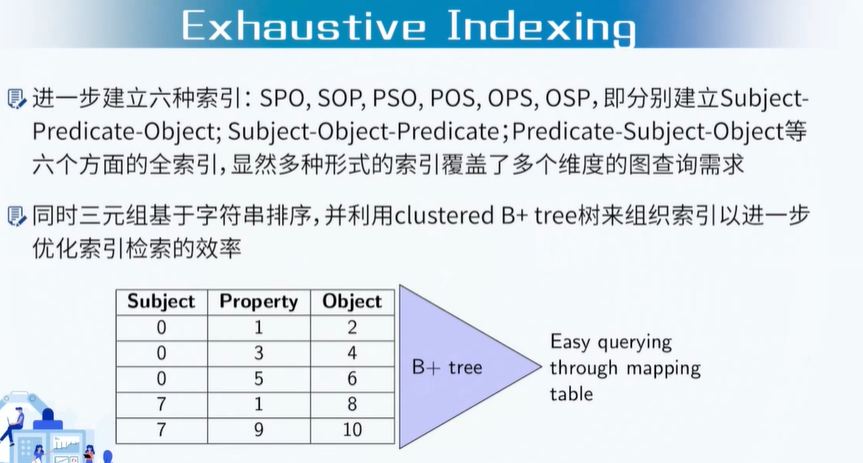 Exhaustive Indexing
进一步建立六种索引：SPO, SOP, PSO, POS, OPS, OSP，即分别建立Subject-
Predicate-Object; Subject-Object-Predicate；Predicate-Subject-Object等
六个方面的全索引，显然多种形式的索引覆盖了多个维度的图查询需求
同时三元组基于字符串排序，并利用clustered B+ tree树来组织索引以进一步
优化索引检索的效率
Subject Property Object
0 1 2
0 3 4
0 5 6
7 1 8
7 9 10
B+ tree
Easy querying
through mapping
table